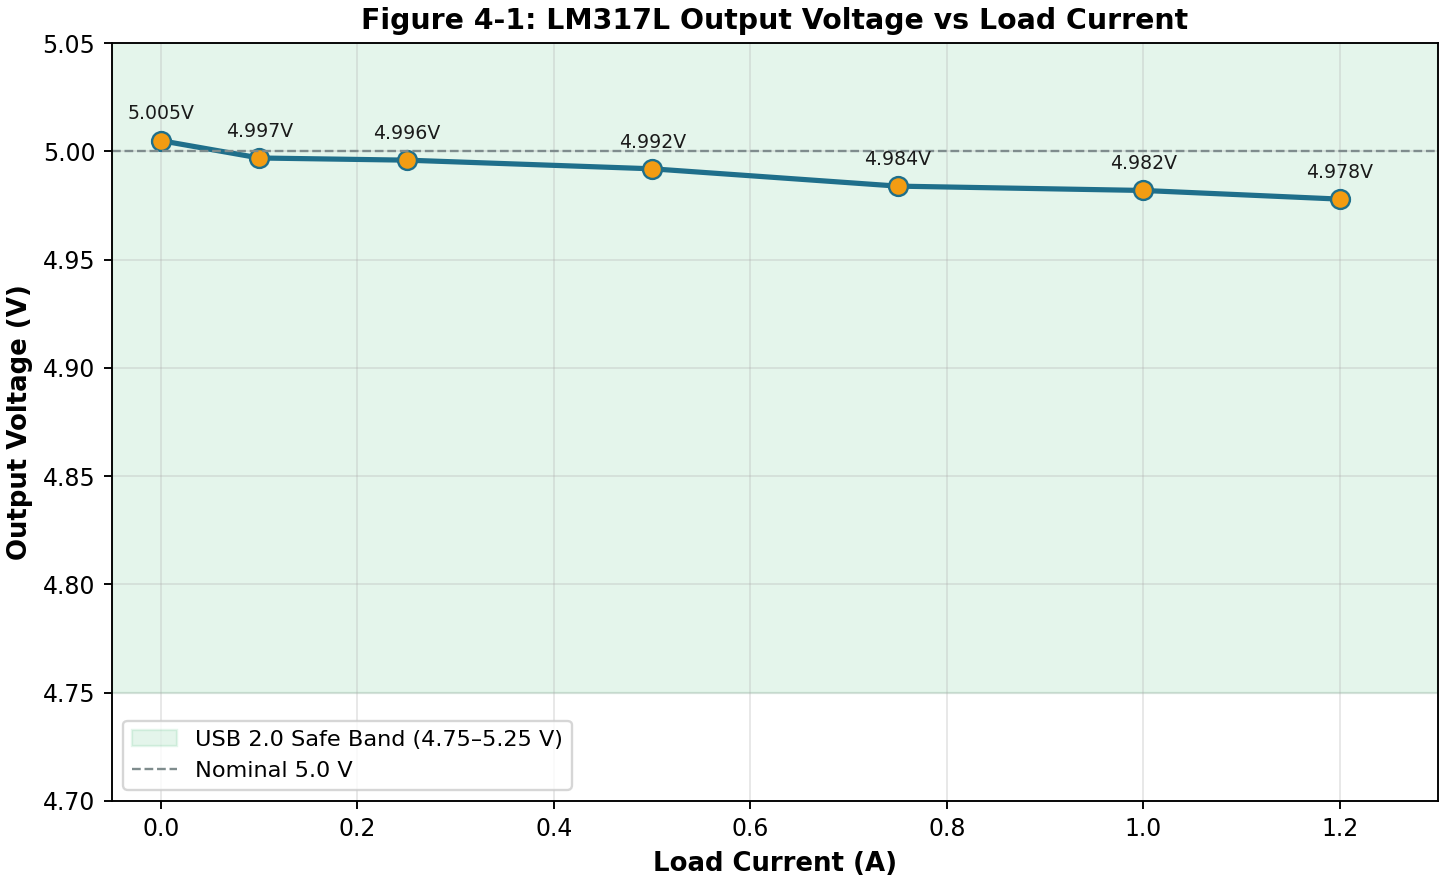 Figure 4-1: LM317L Output Voltage vs Load Current
5.05
5.00
4.95
4.90
4.85
4.80
4.75
4.70
Output Voltage (V)
5.005V
4.997V
4.996V
4.992V
4.984V
4.982V
4.978V
USB 2.0 Safe Band (4.75–5.25 V)
Nominal 5.0 V
0.0 0.2 0.4 0.6 0.8 1.0 1.2
Load Current (A)